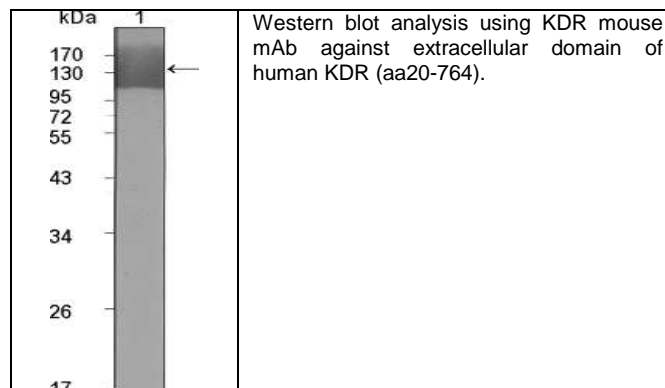 kDa 1
170
130
95
72
55
43
34
26
17
Western blot analysis using KDR mouse
mAb against extracellular domain of
human KDR (aa20-764).